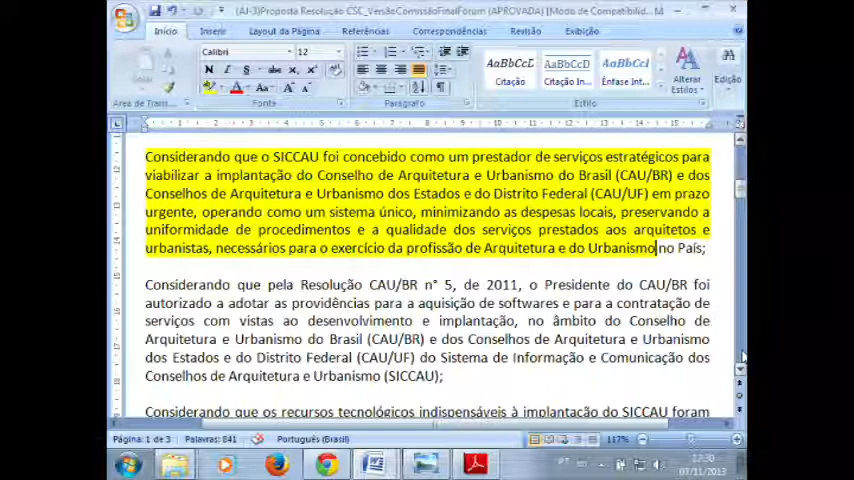 (AI-3)Proposta Resolução CSC_VersãoComissãoFinalForum (APROVADA) [Modo de Compatibilid... M
Início Inserir Layout da Página Referências Correspondências Revisão Exibição
Calibri 12
AaBbCcD AaBbCcD AaBbCcl
Citação Citação In... Ênfase Int...
Alterar Estilos
Edição
Área de Trans... Fonte Parágrafo Estilo
Considerando que o SICCAU foi concebido como um prestador de serviços estratégicos para
viabilizar a implantação do Conselho de Arquitetura e Urbanismo do Brasil (CAU/BR) e dos
Conselhos de Arquitetura e Urbanismo dos Estados e do Distrito Federal (CAU/UF) em prazo
urgente, operando como um sistema único, minimizando as despesas locais, preservando a
uniformidade de procedimentos e a qualidade dos serviços prestados aos arquitetos e
urbanistas, necessários para o exercício da profissão de Arquitetura e do Urbanismo no País;
Considerando que pela Resolução CAU/BR n° 5, de 2011, o Presidente do CAU/BR foi
autorizado a adotar as providências para a aquisição de softwares e para a contratação de
serviços com vistas ao desenvolvimento e implantação, no âmbito do Conselho de
Arquitetura e Urbanismo do Brasil (CAU/BR) e dos Conselhos de Arquitetura e Urbanismo
dos Estados e do Distrito Federal (CAU/UF) do Sistema de Informação e Comunicação dos
Conselhos de Arquitetura e Urbanismo (SICCAU);
Considerando que os recursos tecnológicos indispensáveis à implantação do SICCAU foram
Página: 1 de 3 Palavras: 841 Português (Brasil) 117%
PT 12:30
07/11/2013